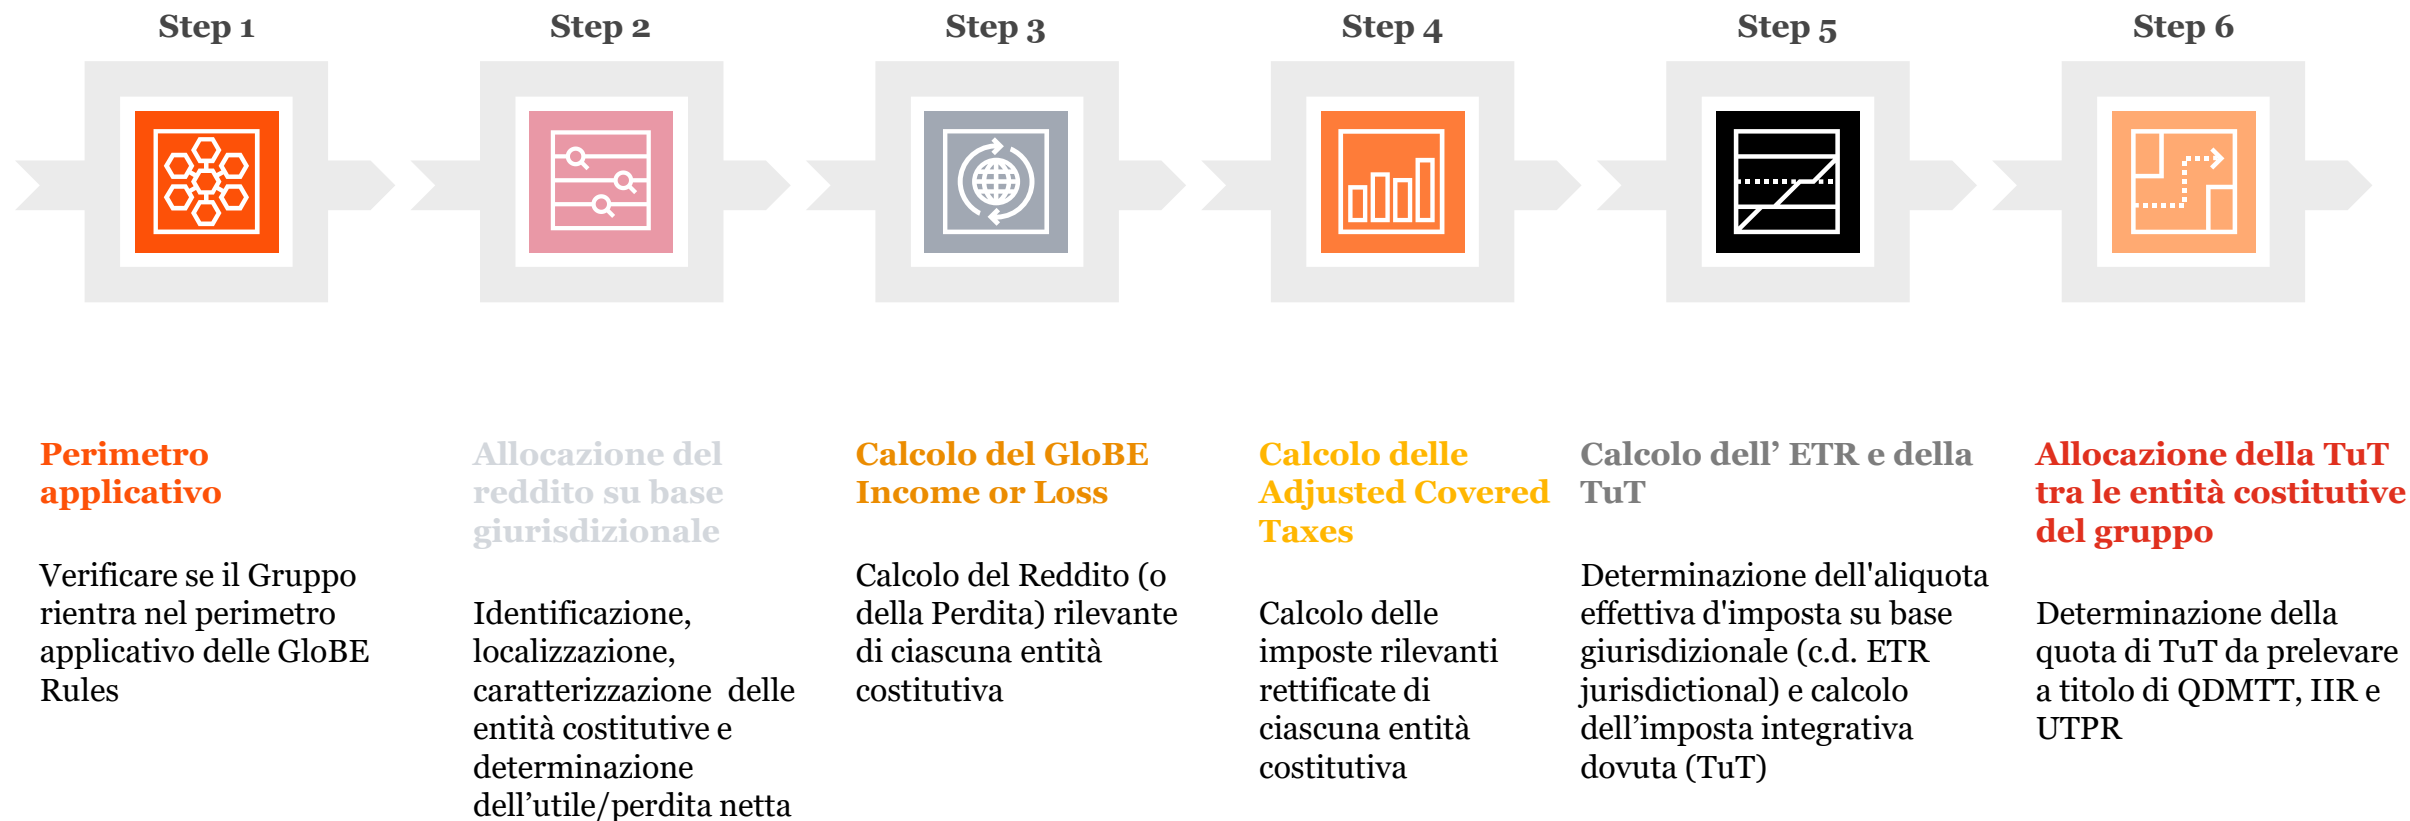 Step 1
Step 2
Step 3
Step 4
Step 5
Step 6
Perimetro
applicativo
Verificare se il Gruppo
rientra nel perimetro
applicativo delle GloBE
Rules
Allocazione del
reddito su base
giurisdizionale
Identificazione,
localizzazione,
caratterizzazione delle
entità costitutive e
determinazione
dell’utile/perdita netta
Calcolo del GloBE
Income or Loss
Calcolo del Reddito (o
della Perdita) rilevante
di ciascuna entità
costitutiva
Calcolo delle
Adjusted Covered
Taxes
Calcolo delle
imposte rilevanti
rettificate di
ciascuna entità
costitutiva
Calcolo dell’ ETR e della
TuT
Determinazione dell'aliquota
effettiva d'imposta su base
giurisdizionale (c.d. ETR
jurisdictional) e calcolo
dell’imposta integrativa
dovuta (TuT)
Allocazione della TuT
tra le entità costitutive
del gruppo
Determinazione della
quota di TuT da prelevare
a titolo di QDMTT, IIR e
UTPR